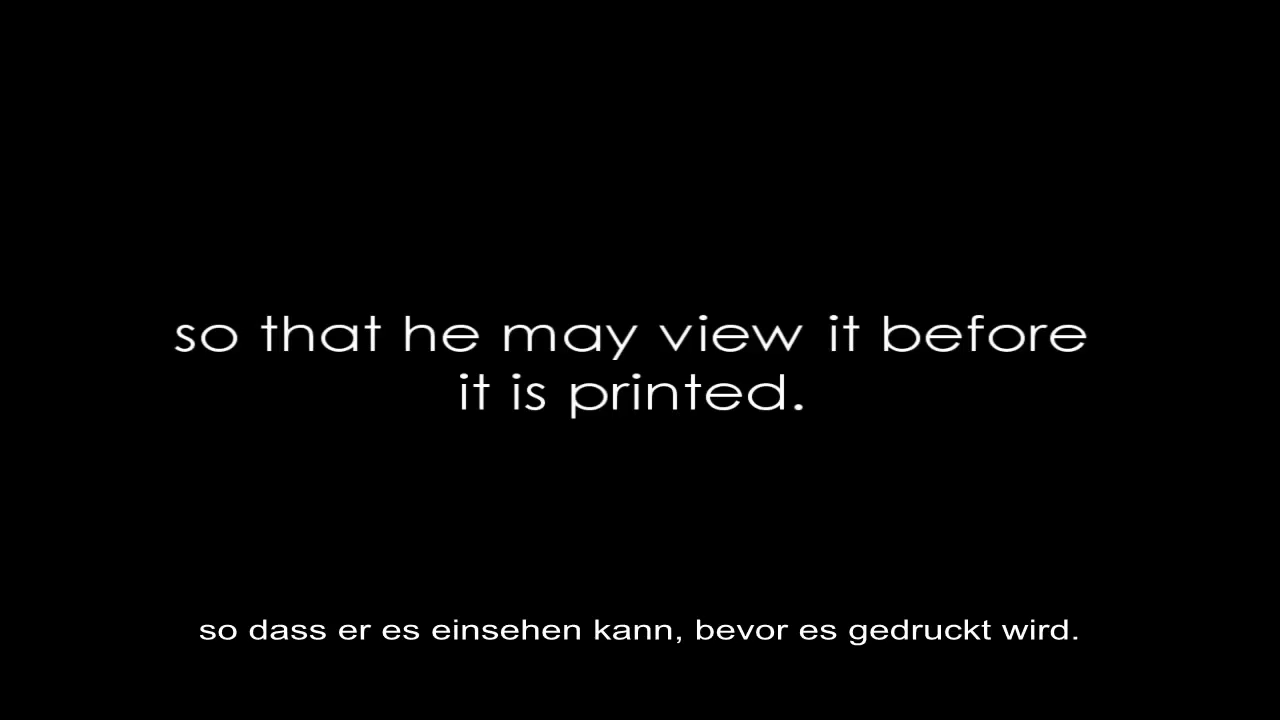 so that he may view it before
it is printed.
so dass er es einsehen kann, bevor es gedruckt wird.